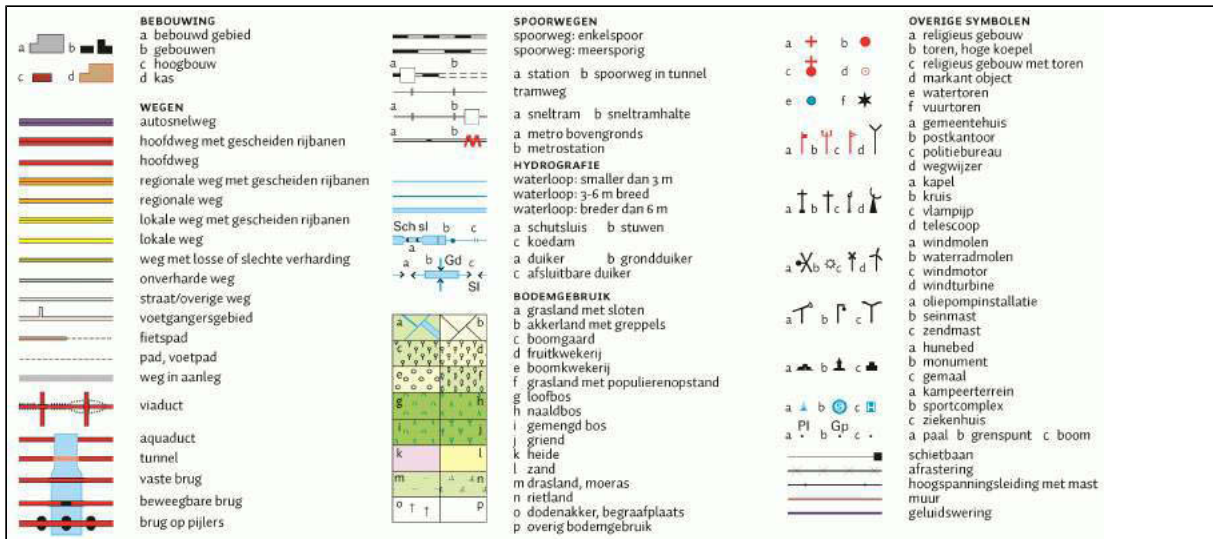 BEBOUWING
a bebouwd gebied
b gebouwen
c hoogbouw
d kas
a b
c d
WEGEN
autosnelweg
hoofdweg met gescheiden rijbanen
hoofdweg
regionale weg met gescheiden rijbanen
regionale weg
lokale weg met gescheiden rijbanen
lokale weg
weg met losse of slechte verharding
onverharde weg
straat/overige weg
voetgangersgebied
fietspad
pad, voetpad
weg in aanleg
viaduct
aquaduct
tunnel
vaste brug
beweegbare brug
brug op pijlers
SPOORWEGEN
spoorweg: enkelspoor
spoorweg: meersporig
a b
a station b spoorweg in tunnel
tramweg
a b
a sneltram b sneltramhalte
a b
a metro bovengronds
b metrostation
HYDROGRAFIE
waterloop: smaller dan 3 m
waterloop: 3-6 m breed
waterloop: breder dan 6 m
Sch sl b c
a
a schutsluis b stuwen
c koedam
a b Gd c
Sl
a duiker b grondduiker
c afsluitbare duiker
BODEMGEBRUIK
a grasland met sloten
b akkerland met greppels
c boomgaard
d fruitkwekerij
e boomkwekerij
f grasland met populierenopstand
g loofbos
h naaldbos
i gemengd bos
j griend
k heide
l zand
m drasland, moeras
n rietland
o dodenakker, begraafplaats
p overig bodemgebruik
a b
c d
e f
g h
i j
k l
m n
o p
OVERIGE SYMBOLEN
a religieus gebouw
b toren, hoge koepel
c religieus gebouw met toren
d markant object
e watertoren
f vuurtoren
a b
c d
e f
a gemeentehuis
b postkantoor
c politiebureau
d wegwijzer
a b c d
a kapel
b kruis
c vlampijp
d telescoop
a b c d
a windmolen
b waterradmolen
c windmotor
d windturbine
a b c d
a oliepompinstallatie
b seinmast
c zendmast
a b c
a hunebed
b monument
c gemaal
a b c
a kampeerterrein
b sportcomplex
c ziekenhuis
a b S c H
Pl Gp
a b c
a paal b grenspunt c boom
schietbaan
afrastering
hoogspanningsleiding met mast
muur
geluidswering